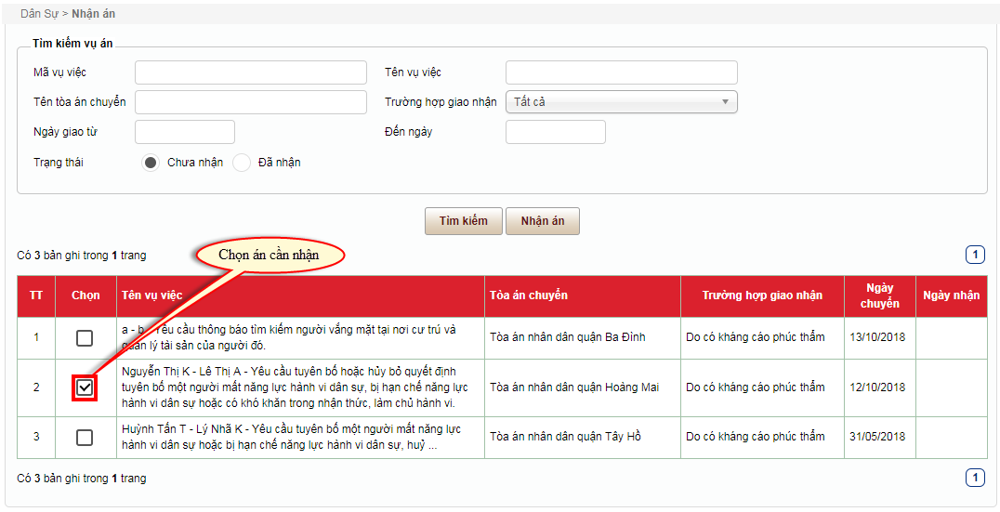 Dân Sự > Nhận án
Tìm kiếm vụ án
Mã vụ việc
Tên vụ việc
Tên tòa án chuyển
Trường hợp giao nhận
Tất cả
Ngày giao từ
Đến ngày
Trạng thái
Chưa nhận
Đã nhận
Tìm kiếm
Nhận án
Có 3 bản ghi trong 1 trang
Chọn án cần nhận
1
TT
Chọn
Tên vụ việc
Tòa án chuyển
Trường hợp giao nhận
Ngày
chuyển
Ngày nhận
1
a - b - Yêu cầu thông báo tìm kiếm người vắng mặt tại nơi cư trú và
quản lý tài sản của người đó.
Tòa án nhân dân quận Ba Đình
Do có kháng cáo phúc thẩm
13/10/2018
2
Nguyễn Thị K - Lê Thị A - Yêu cầu tuyên bố hoặc hủy bỏ quyết định
tuyên bố một người mất năng lực hành vi dân sự, bị hạn chế năng lực
hành vi dân sự hoặc có khó khăn trong nhận thức, làm chủ hành vi.
Tòa án nhân dân quận Hoàng Mai
Do có kháng cáo phúc thẩm
12/10/2018
3
Huỳnh Tấn T - Lý Nhã K - Yêu cầu tuyên bố một người mất năng lực
hành vi dân sự hoặc bị hạn chế năng lực hành vi dân sự, huỷ ...
Tòa án nhân dân quận Tây Hồ
Do có kháng cáo phúc thẩm
31/05/2018
Có 3 bản ghi trong 1 trang
1